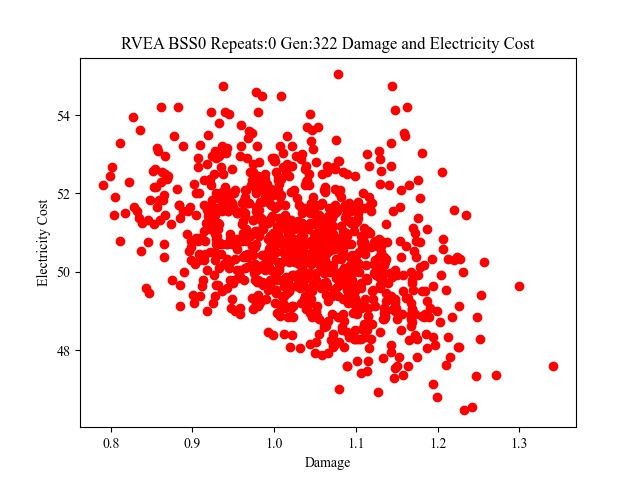 RVEA BSS0 Repeats:0 Gen:322 Damage and Electricity Cost
Electricity Cost
54
52
50
48
0.8 0.9 1.0 1.1 1.2 1.3
Damage